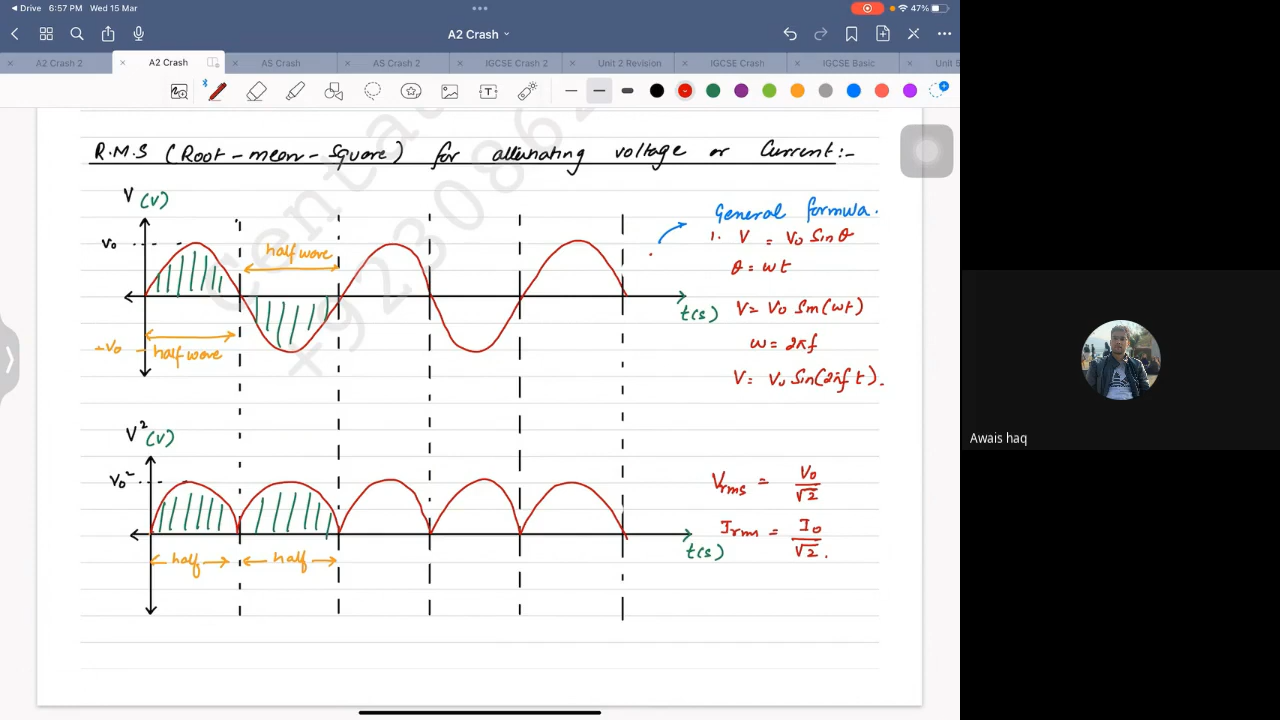 Drive 6:57 PM Wed 15 Mar
47%
A2 Crash
A2 Crash 2
A2 Crash
AS Crash
AS Crash 2
IGCSE Crash 2
Unit 2 Revision
IGCSE Crash
IGCSE Basic
Unit 5
R.M.S (Root-mean-Square) for alternating voltage or Current:-
V(V)
V₀
half wave
half wave
-V₀
t(s)
General formula.
1. V = V₀ Sinθ
θ = ωt
V = V₀ Sin(ωt)
ω = 2πf
V = V₀ Sin(2πf t).
V²(V)
V₀²
half
half
t(s)
Vrms = V₀/√2
Irms = I₀/√2.
Awais haq